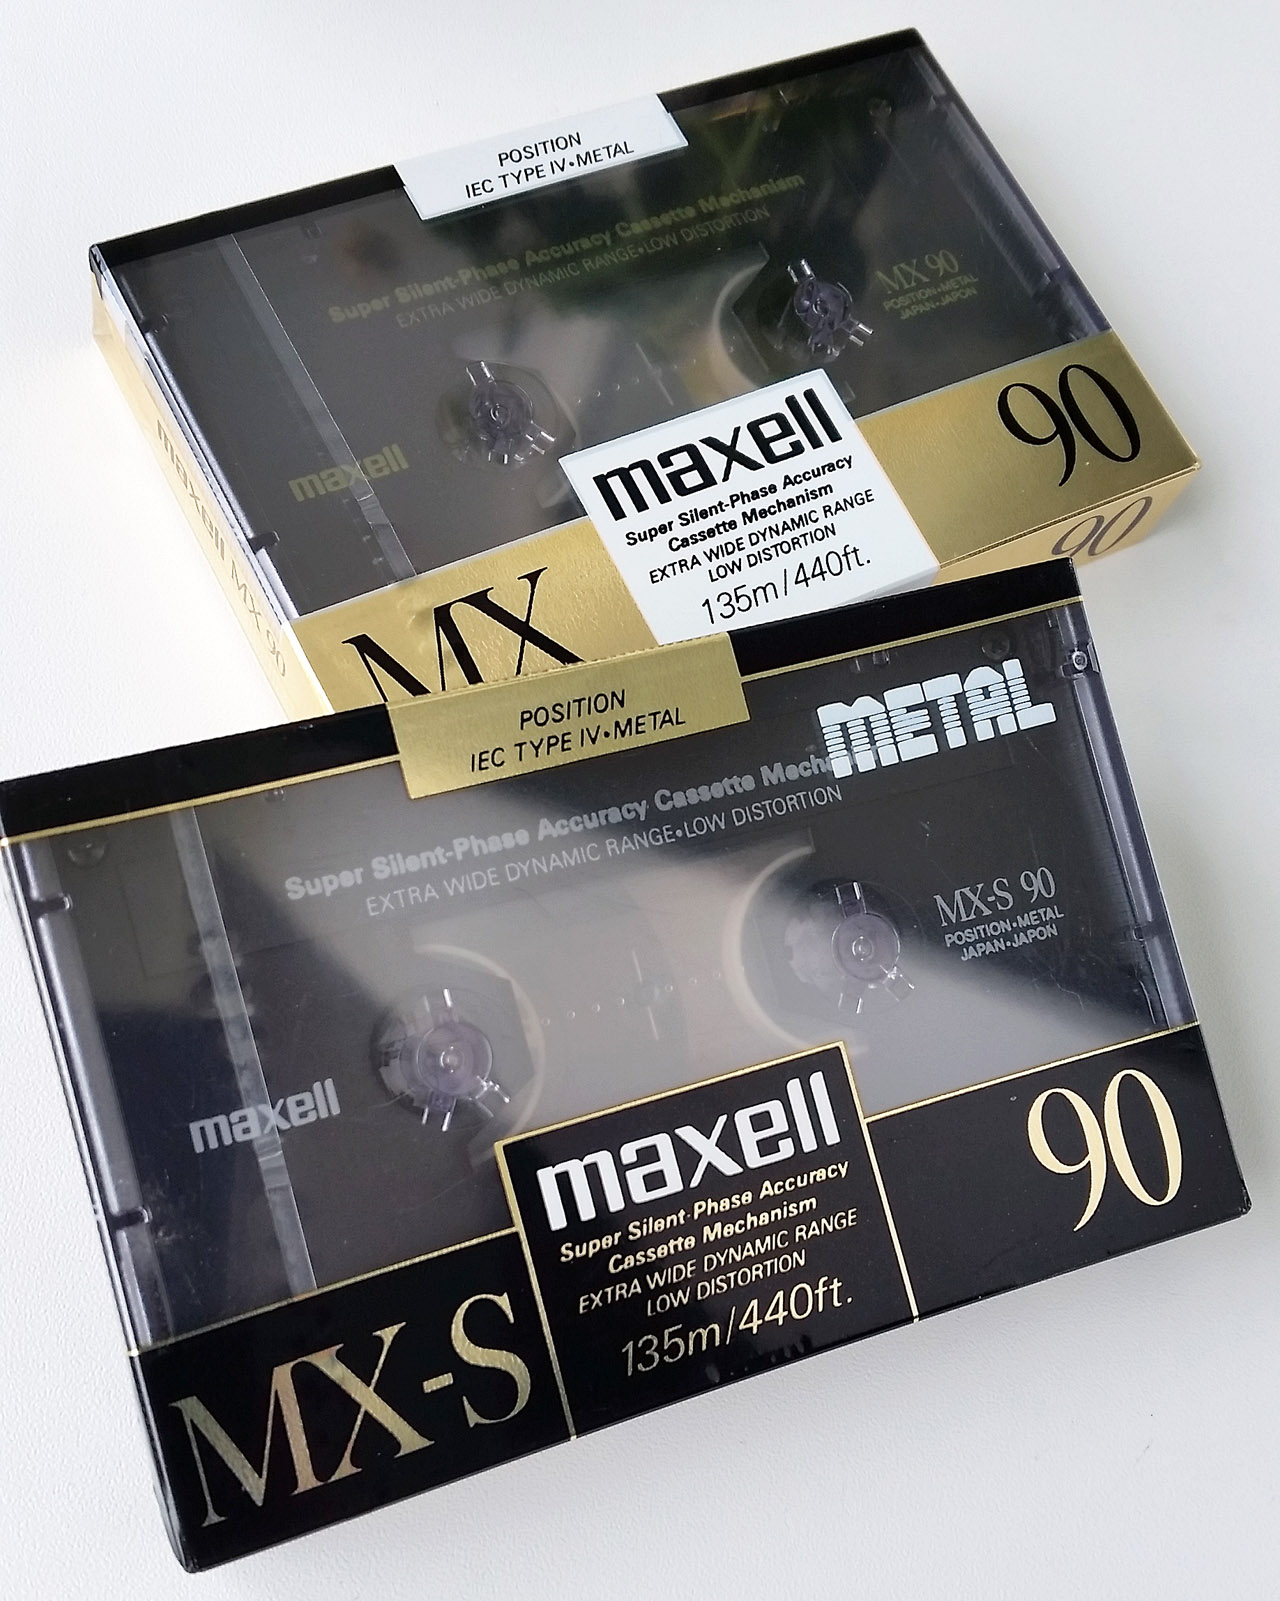 POSITION
IEC TYPE IV•METAL
Super Silent-Phase Accuracy Cassette Mechanism
EXTRA WIDE DYNAMIC RANGE•LOW DISTORTION
MX 90
POSITION•METAL
JAPAN•JAPON
maxell
maxell
Super Silent-Phase Accuracy
Cassette Mechanism
EXTRA WIDE DYNAMIC RANGE
LOW DISTORTION
135m/440ft.
MX
90
90
maxell MX 90
POSITION
IEC TYPE IV•METAL
METAL
Super Silent-Phase Accuracy Cassette Mecha
EXTRA WIDE DYNAMIC RANGE•LOW DISTORTION
MX-S 90
POSITION•METAL
JAPAN•JAPON
maxell
maxell
Super Silent-Phase Accuracy
Cassette Mechanism
EXTRA WIDE DYNAMIC RANGE
LOW DISTORTION
135m/440ft.
MX-S
90